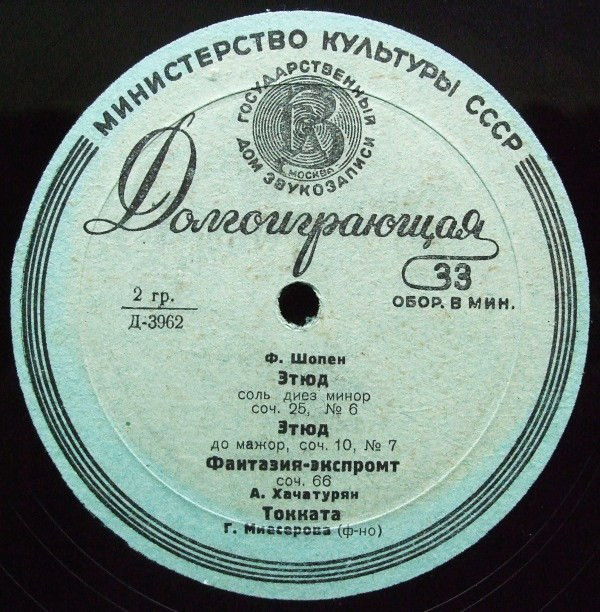 МИНИСТЕРСТВО КУЛЬТУРЫ СССР
ГОСУДАРСТВЕННЫЙ
ДОМ ЗВУКОЗАПИСИ
МОСКВА
Долгоиграющая
33
ОБОР. В МИН.
2 гр.
Д-3962
Ф. Шопен
Этюд
соль диез минор
соч. 25, № 6
Этюд
до мажор, соч. 10, № 7
Фантазия-экспромт
соч. 66
А. Хачатурян
Токката
Г. Миасерова (ф-но)